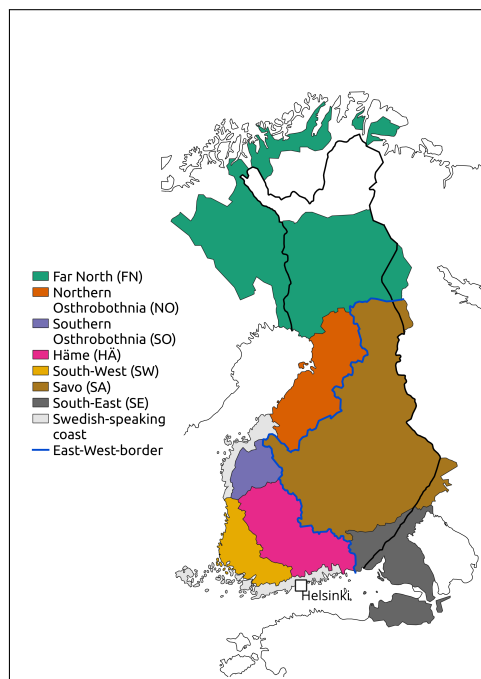 Far North (FN)
Northern
Osthrobothnia (NO)
Southern
Osthrobothnia (SO)
Häme (HÄ)
South-West (SW)
Savo (SA)
South-East (SE)
Swedish-speaking
coast
East-West-border
Helsinki